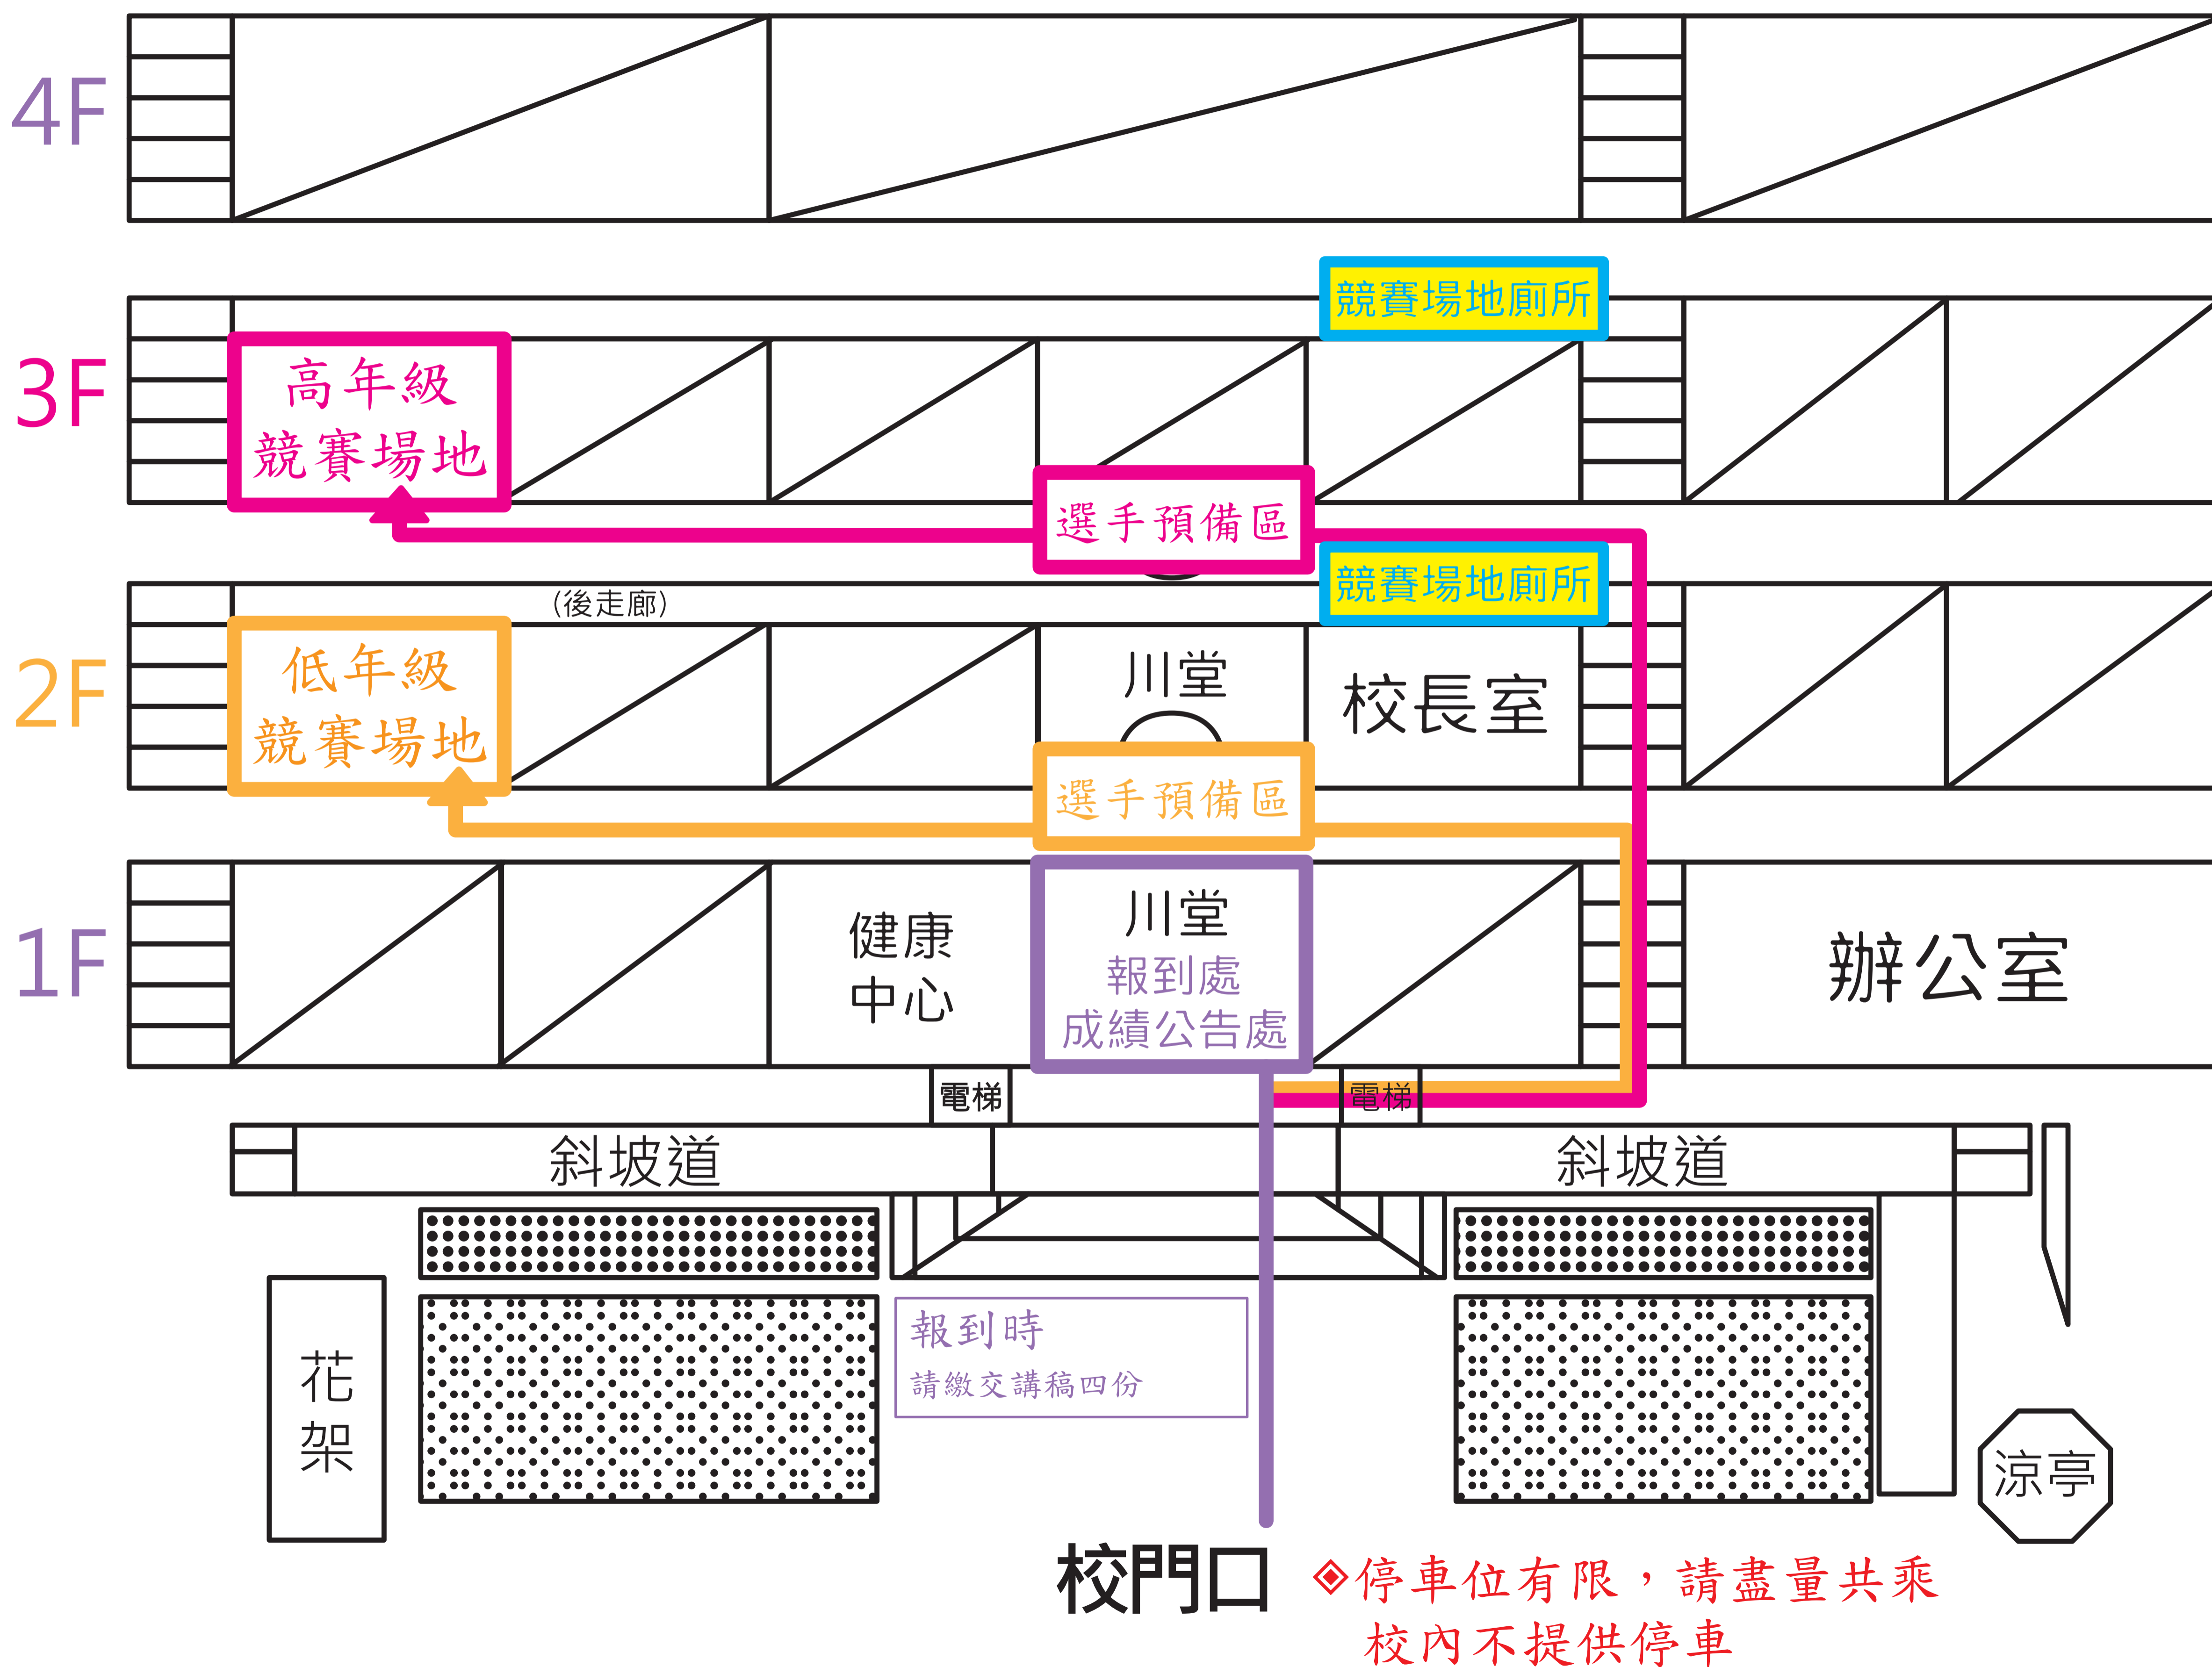 4F
競賽場地廁所
3F
高年級
競賽場地
選手預備區
競賽場地廁所
(後走廊)
2F
低年級
競賽場地
川堂
校長室
選手預備區
1F
健康
中心
川堂
報到處
成績公告處
辦公室
電梯
電梯
斜坡道
斜坡道
報到時
請繳交講稿四份
花
架
涼亭
校門口
◈停車位有限，請盡量共乘
校內不提供停車